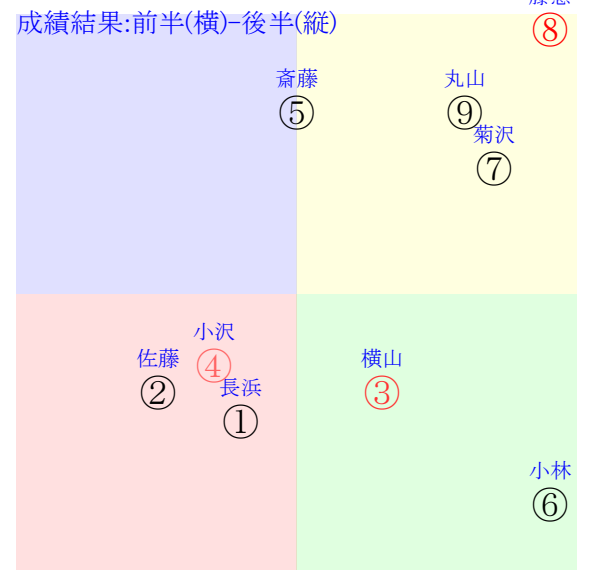 成績結果:前半(横)-後半(縦)
⑧
斎藤
⑤
丸山
⑨
菊沢
⑦
小沢
④
佐藤
②
長浜
①
横山
③
小林
⑥